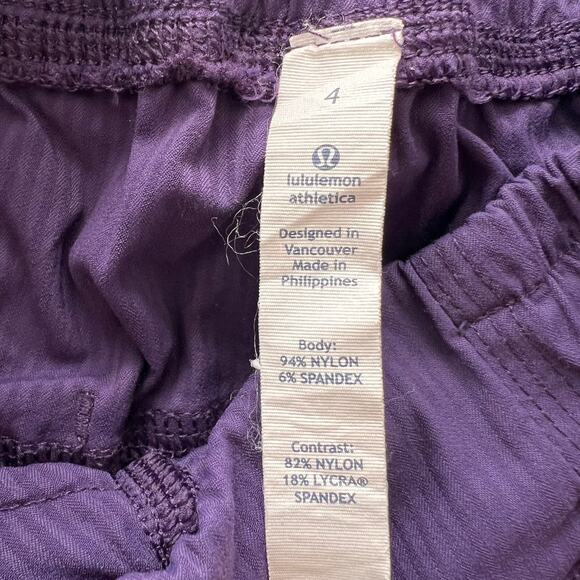 4
lululemon
athletica
Designed in
Vancouver
Made in
Philippines
Body:
94% NYLON
6% SPANDEX
Contrast:
82% NYLON
18% LYCRA®
SPANDEX